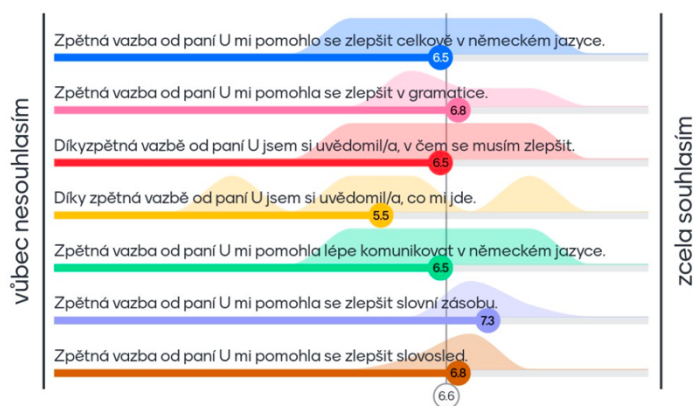 vůbec nesouhlasím
Zpětná vazba od paní U mi pomohlo se zlepšit celkově v německém jazyce.
6.5
Zpětná vazba od paní U mi pomohla se zlepšit v gramatice.
6.8
Díkyzpětná vazbě od paní U jsem si uvědomil/a, v čem se musím zlepšit.
6.5
Díky zpětná vazbě od paní U jsem si uvědomil/a, co mi jde.
5.5
Zpětná vazba od paní U mi pomohla lépe komunikovat v německém jazyce.
6.5
Zpětná vazba od paní U mi pomohla se zlepšit slovní zásobu.
7.3
Zpětná vazba od paní U mi pomohla se zlepšit slovosled.
6.8
6.6
zcela souhlasím